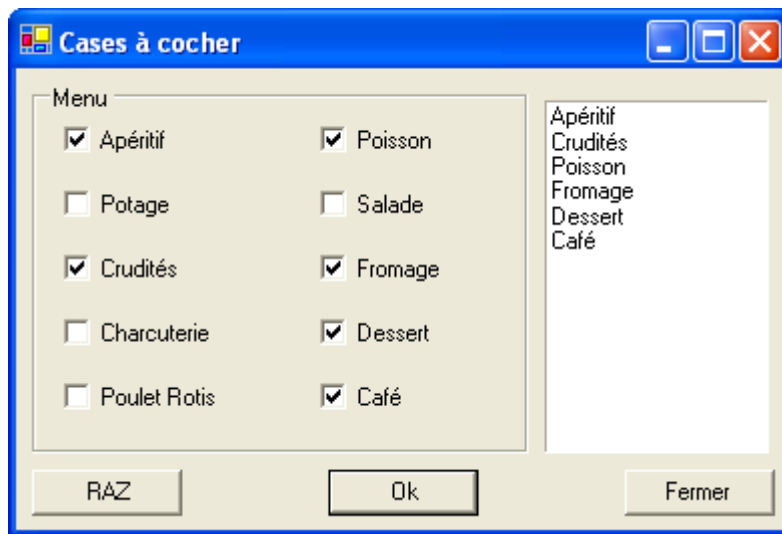 Cases à cocher
Menu
Apéritif
Poisson
Potage
Salade
Crudités
Fromage
Charcuterie
Dessert
Poulet Rotis
Café
Apéritif
Crudités
Poisson
Fromage
Dessert
Café
RAZ
Ok
Fermer